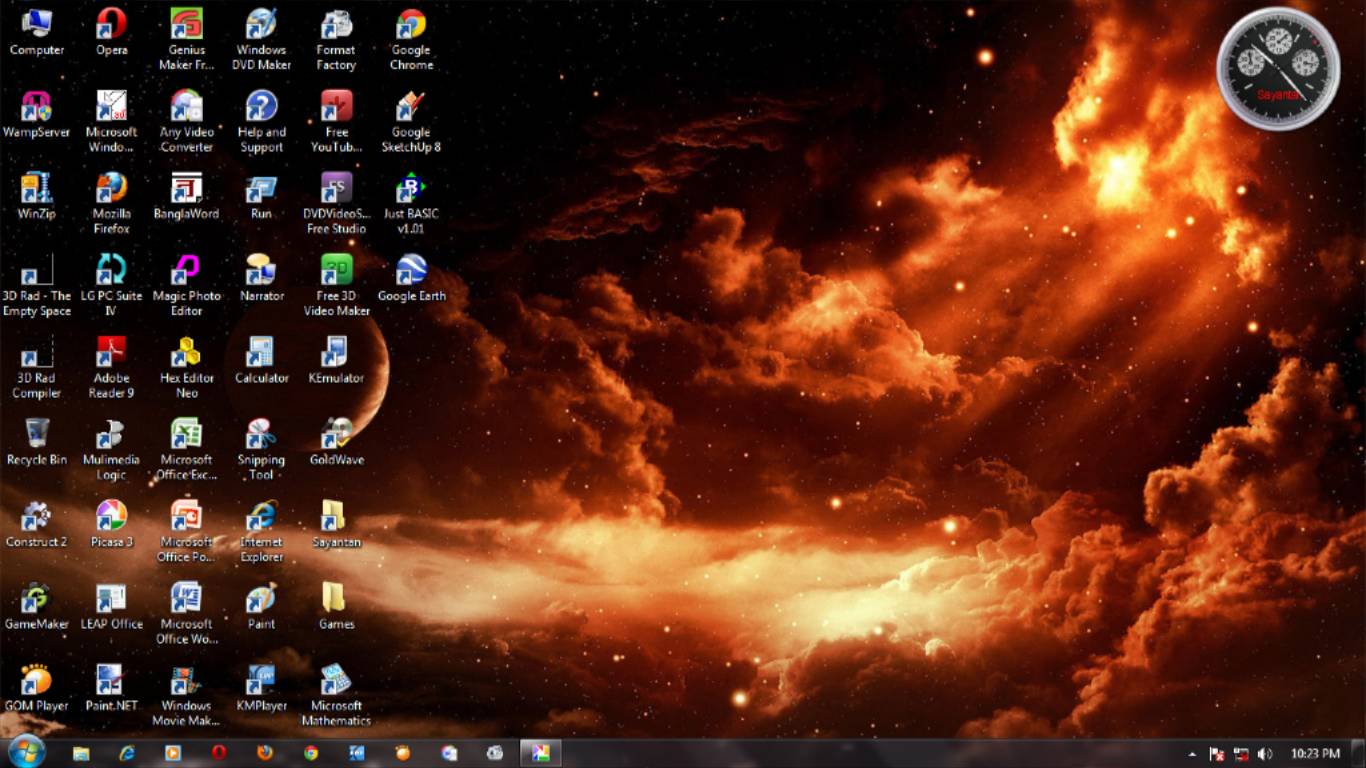 Computer
Opera
Genius
Maker Fr...
Windows
DVD Maker
Format
Factory
Google
Chrome
WampServer
Microsoft
Windo...
Any Video
Converter
Help and
Support
Free
YouTub...
Google
SketchUp 8
WinZip
Mozilla
Firefox
BanglaWord
Run
DVDVideoS...
Free Studio
Just BASIC
v1.01
3D Rad - The
Empty Space
LG PC Suite
IV
Magic Photo
Editor
Narrator
Free 3D
Video Maker
Google Earth
3D Rad
Compiler
Adobe
Reader 9
Hex Editor
Neo
Calculator
KEmulator
Recycle Bin
Mulimedia
Logic
Microsoft
Office Exc...
Snipping
Tool
GoldWave
Construct 2
Picasa 3
Microsoft
Office Po...
Internet
Explorer
Sayantan
GameMaker
LEAP Office
Microsoft
Office Wo...
Paint
Games
GOM Player
Paint.NET
Windows
Movie Mak...
KMPlayer
Microsoft
Mathematics
10:23 PM